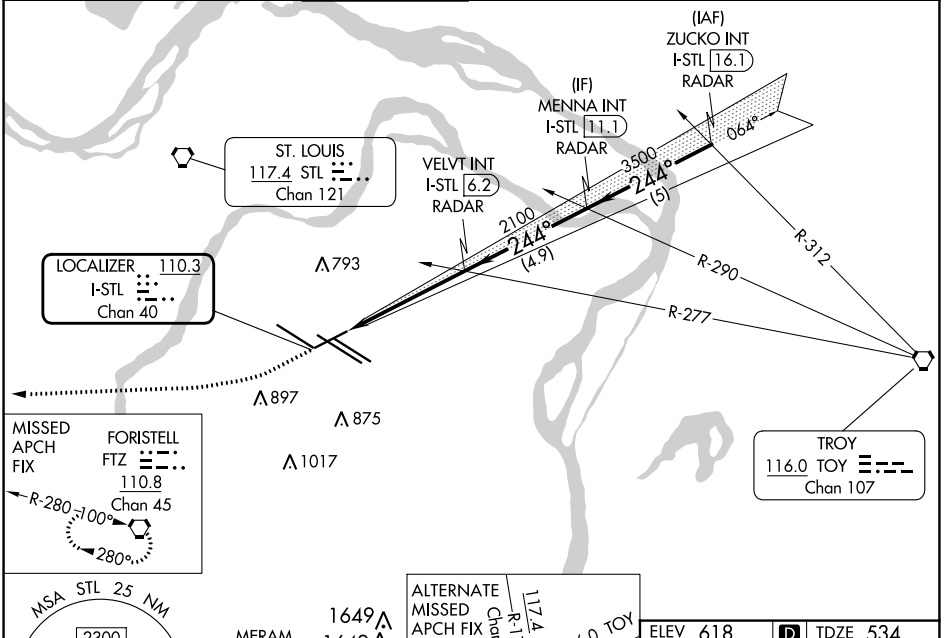 (IAF)
ZUCKO INT
I-STL 16.1
RADAR
(IF)
MENNA INT
I-STL 11.1
RADAR
064°
ST. LOUIS
117.4 STL
Chan 121
VELVT INT
I-STL 6.2
RADAR
3500
244°
(5)
2100
244°
(4.9)
R-312
R-290
R-277
LOCALIZER 110.3
I-STL
Chan 40
793
897
875
1017
MISSED
APCH
FIX
FORISTELL
FTZ
110.8
Chan 45
R-280
100°
280°
TROY
116.0 TOY
Chan 107
MSA STL 25 NM
2300
1649
MERAM
ALTERNATE
MISSED
APCH FIX
117.4
TOY
ELEV 618
D
TDZE 534